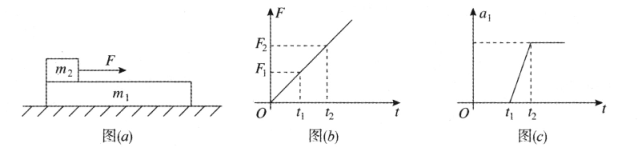 m₂ F
m₁
图(a)
F
F₂
F₁
O t₁ t₂ t
图(b)
a₁
O t₁ t₂ t
图(c)